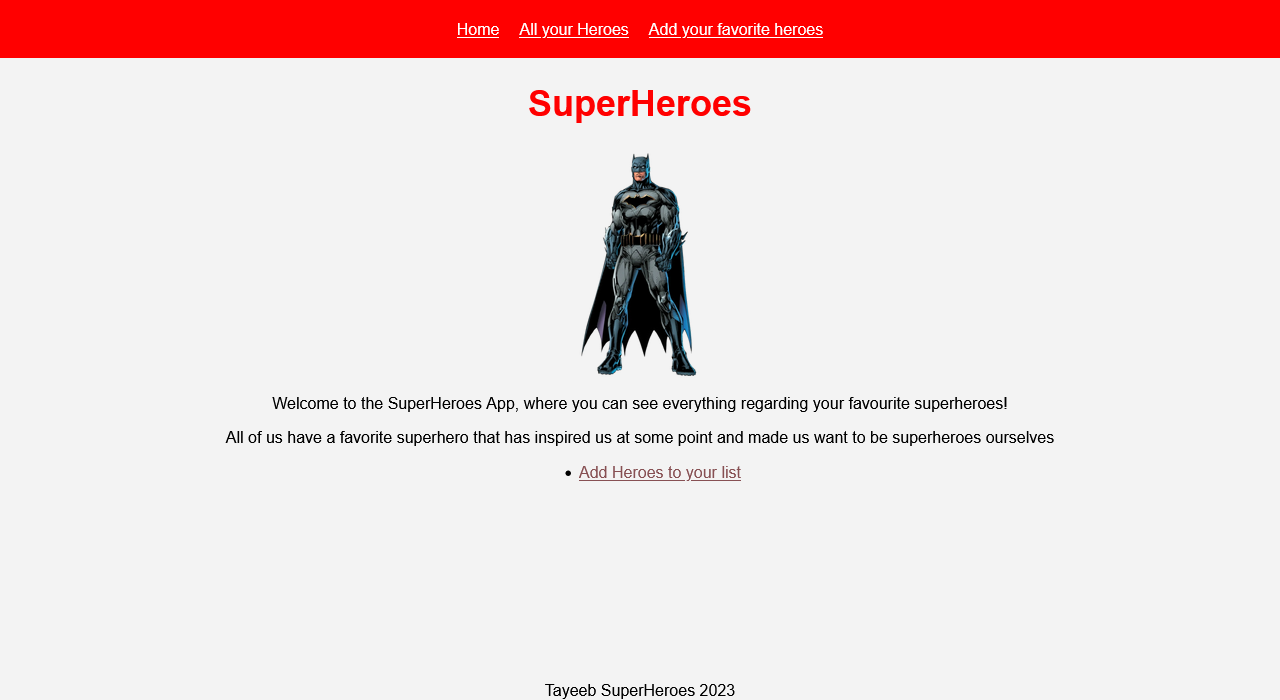 Home All your Heroes Add your favorite heroes
SuperHeroes
Welcome to the SuperHeroes App, where you can see everything regarding your favourite superheroes!
All of us have a favorite superhero that has inspired us at some point and made us want to be superheroes ourselves
• Add Heroes to your list
Tayeeb SuperHeroes 2023